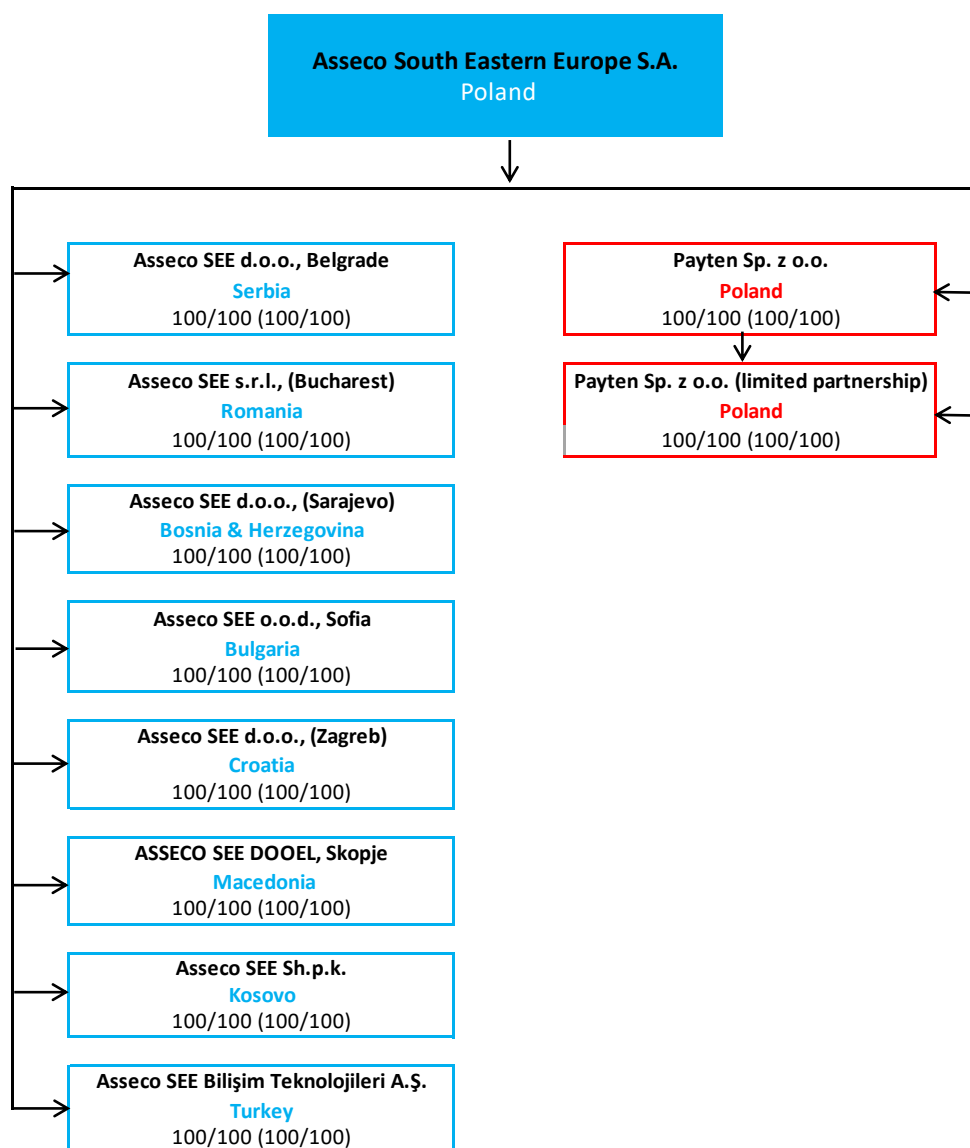 Asseco South Eastern Europe S.A.
Poland
Asseco SEE d.o.o., Belgrade
Serbia
100/100 (100/100)
Asseco SEE s.r.l., (Bucharest)
Romania
100/100 (100/100)
Asseco SEE d.o.o., (Sarajevo)
Bosnia & Herzegovina
100/100 (100/100)
Asseco SEE o.o.d., Sofia
Bulgaria
100/100 (100/100)
Asseco SEE d.o.o., (Zagreb)
Croatia
100/100 (100/100)
ASSECO SEE DOOEL, Skopje
Macedonia
100/100 (100/100)
Asseco SEE Sh.p.k.
Kosovo
100/100 (100/100)
Asseco SEE Bilişim Teknolojileri A.Ş.
Turkey
100/100 (100/100)
Payten Sp. z o.o.
Poland
100/100 (100/100)
Payten Sp. z o.o. (limited partnership)
Poland
100/100 (100/100)